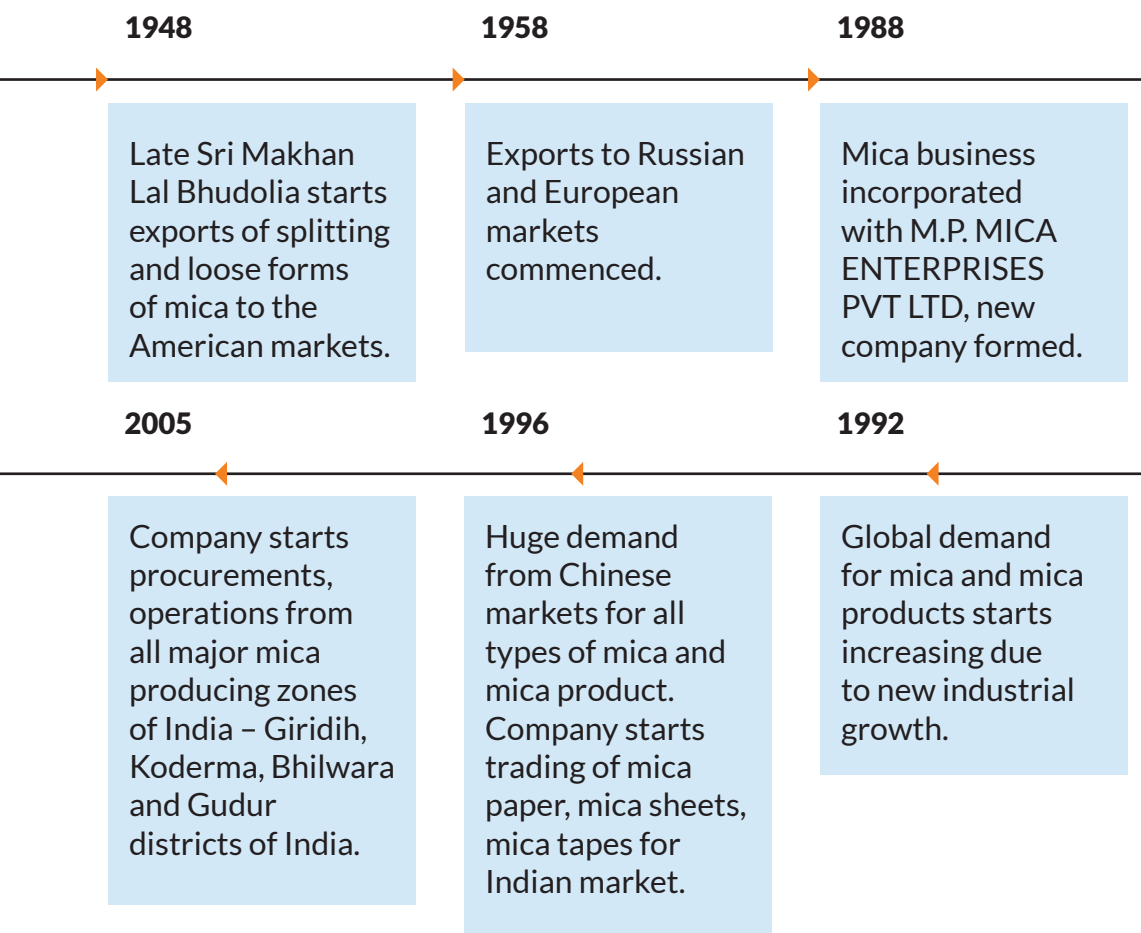 1948
Late Sri Makhan
Lal Bhudolia starts
exports of splitting
and loose forms
of mica to the
American markets.
1958
Exports to Russian
and European
markets
commenced.
1988
Mica business
incorporated
with M.P. MICA
ENTERPRISES
PVT LTD, new
company formed.
1992
Global demand
for mica and mica
products starts
increasing due
to new industrial
growth.
1996
Huge demand
from Chinese
markets for all
types of mica and
mica product.
Company starts
trading of mica
paper, mica sheets,
mica tapes for
Indian market.
2005
Company starts
procurements,
operations from
all major mica
producing zones
of India – Giridih,
Koderma, Bhilwara
and Gudur
districts of India.